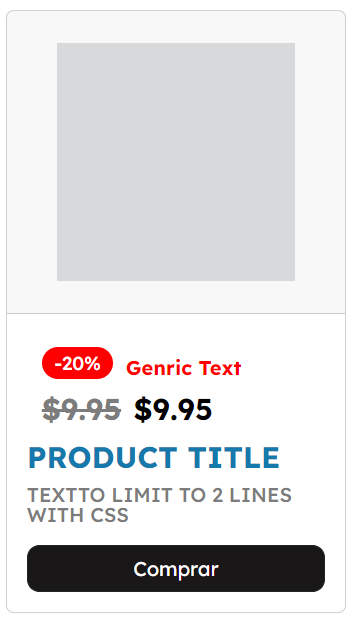 -20% Genric Text
$9.95 $9.95
PRODUCT TITLE
TEXTTO LIMIT TO 2 LINES
WITH CSS
Comprar